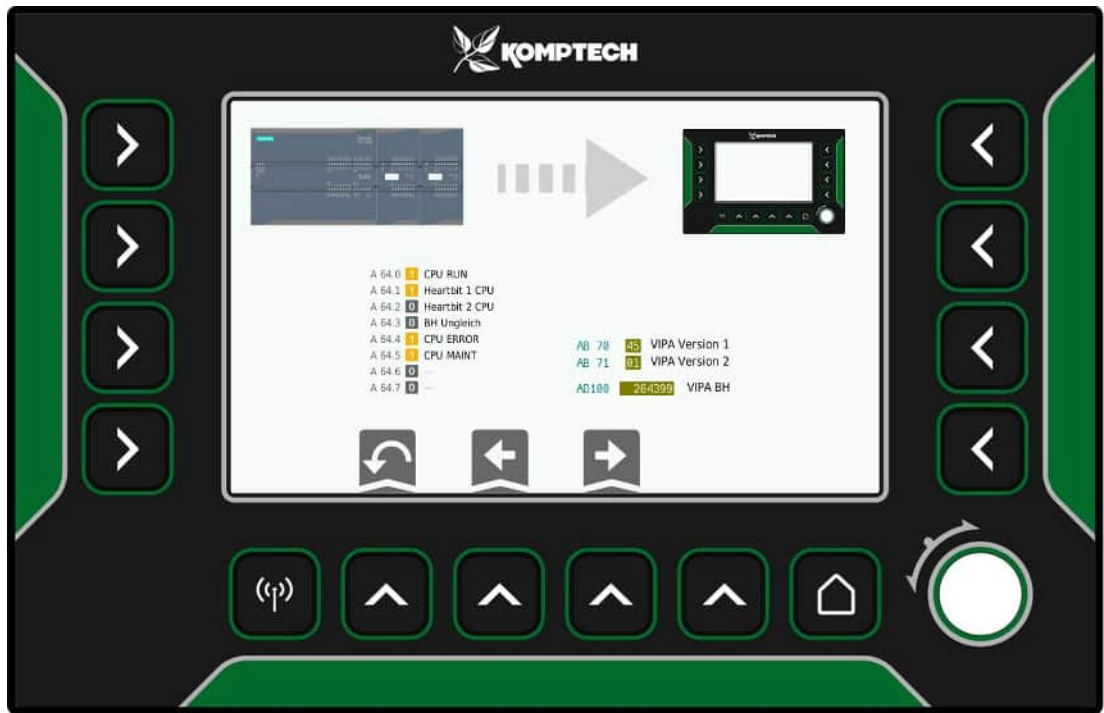 KOMPTECH
A 64.0 1 CPU RUN
A 64.1 1 Heartbit 1 CPU
A 64.2 0 Heartbit 2 CPU
A 64.3 0 BH Ungleich
A 64.4 1 CPU ERROR
A 64.5 1 CPU MAINT
A 64.6 0 ---
A 64.7 0 ---
AB 70 45 VIPA Version 1
AB 71 01 VIPA Version 2
AD100 264399 VIPA BH